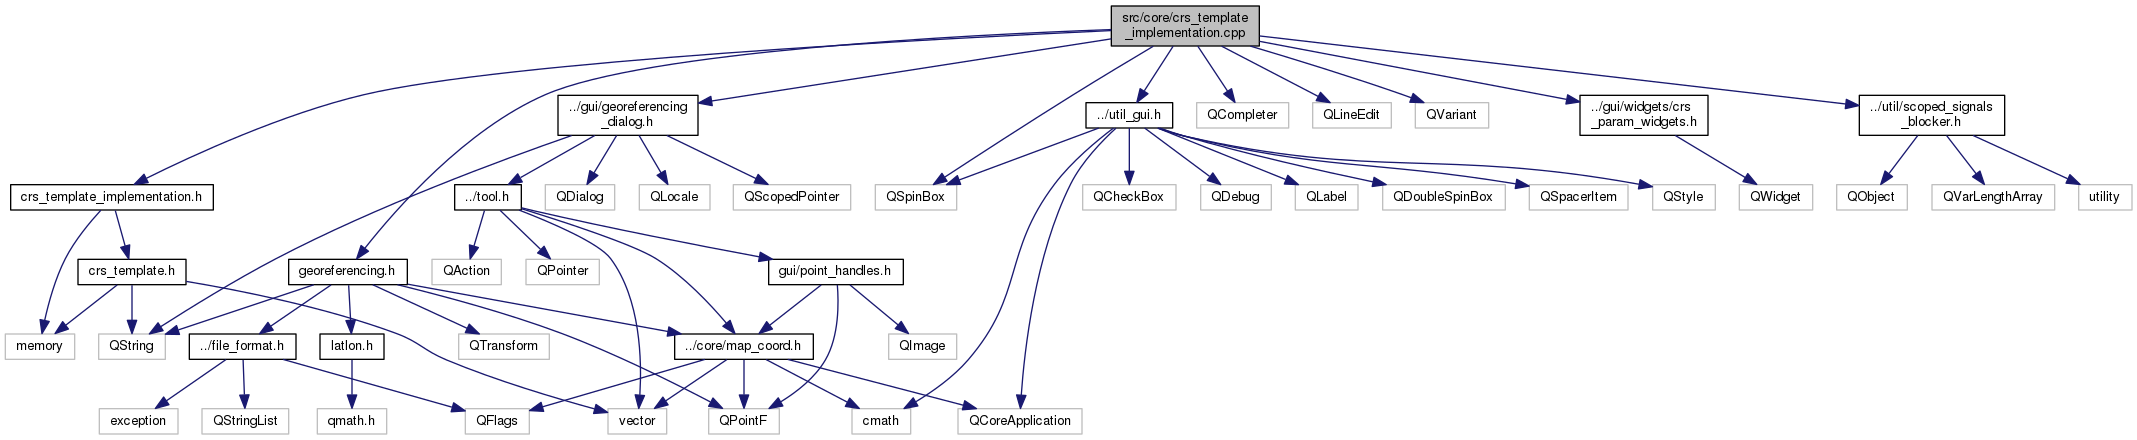 src/core/crs_template
_implementation.cpp
../gui/georeferencing
_dialog.h
../util_gui.h
QCompleter
QLineEdit
QVariant
../gui/widgets/crs
_param_widgets.h
../util/scoped_signals
_blocker.h
crs_template_implementation.h
../tool.h
QDialog
QLocale
QScopedPointer
QSpinBox
QCheckBox
QDebug
QLabel
QDoubleSpinBox
QSpacerItem
QStyle
QWidget
QObject
QVarLengthArray
utility
crs_template.h
georeferencing.h
QAction
QPointer
gui/point_handles.h
memory
QString
../file_format.h
latlon.h
QTransform
../core/map_coord.h
QImage
exception
QStringList
qmath.h
QFlags
vector
QPointF
cmath
QCoreApplication